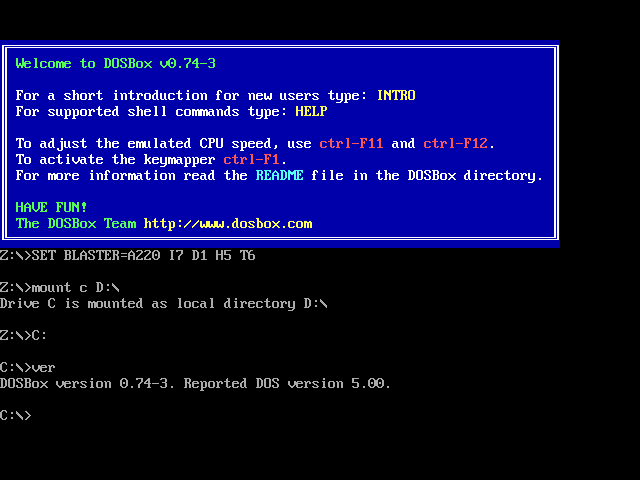 Welcome to DOSBox v0.74-3
For a short introduction for new users type: INTRO
For supported shell commands type: HELP
To adjust the emulated CPU speed, use ctrl-F11 and ctrl-F12.
To activate the keymapper ctrl-F1.
For more information read the README file in the DOSBox directory.
HAVE FUN!
The DOSBox Team http://www.dosbox.com
Z:\>SET BLASTER=A220 I7 D1 H5 T6
Z:\>mount c D:\
Drive C is mounted as local directory D:\
Z:\>C:
C:\>ver
DOSBox version 0.74-3. Reported DOS version 5.00.
C:\>